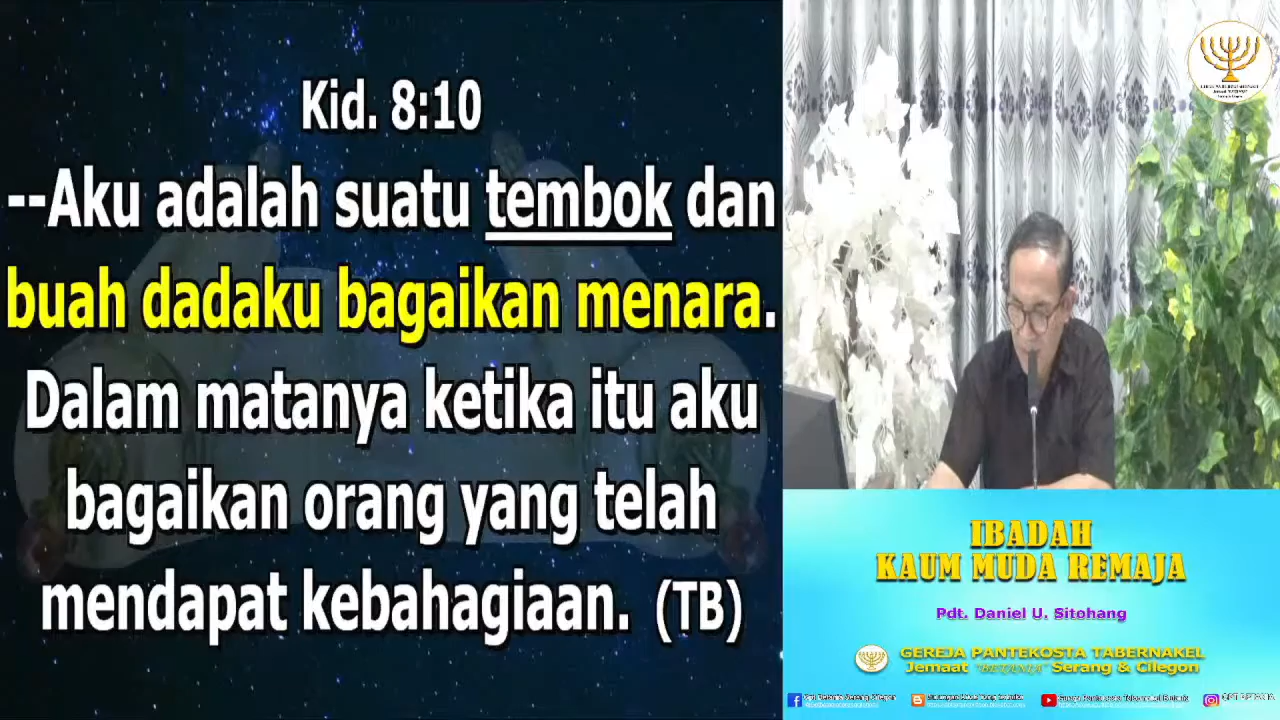 Kid. 8:10
--Aku adalah suatu tembok dan
buah dadaku bagaikan menara.
Dalam matanya ketika itu aku
bagaikan orang yang telah
mendapat kebahagiaan. (TB)
IBADAH
KAUM MUDA REMAJA
Pdt. Daniel U. Sitohang
GEREJA PANTEKOSTA TABERNAKEL
Jemaat "BETANIA" Serang & Cilegon